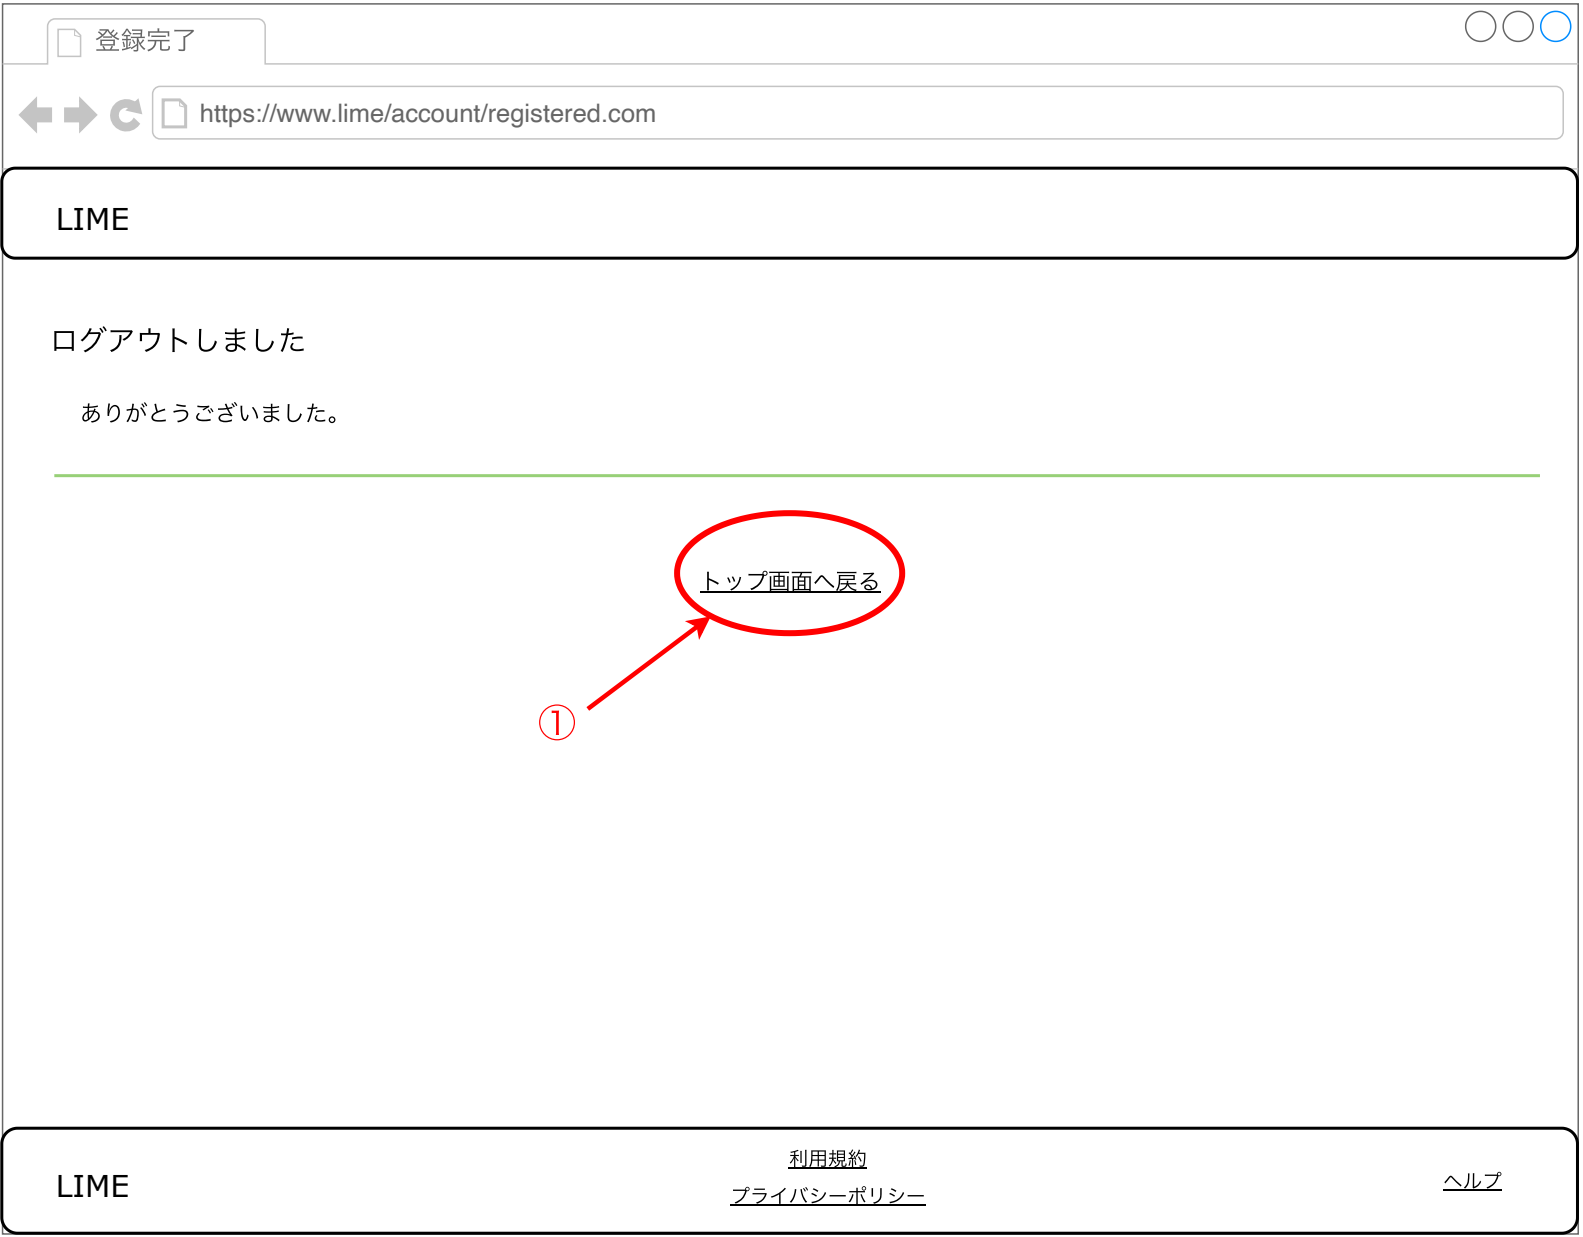 登録完了
https://www.lime/account/registered.com
LIME
ログアウトしました
ありがとうございました。
トップ画面へ戻る
①
利用規約
LIME
プライバシーポリシー
ヘルプ